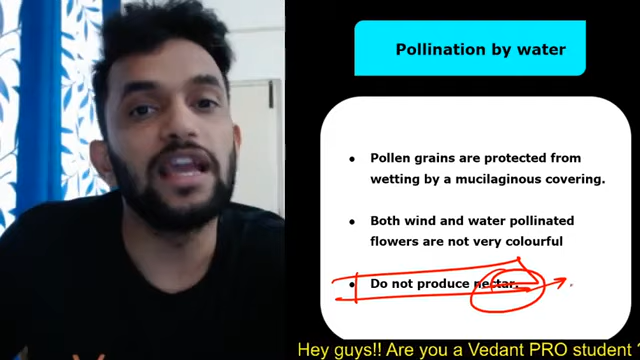 Pollination by water
• Pollen grains are protected from
wetting by a mucilaginous covering.
• Both wind and water pollinated
flowers are not very colourful
• Do not produce nectar.
Hey guys!! Are you a Vedant PRO student ?